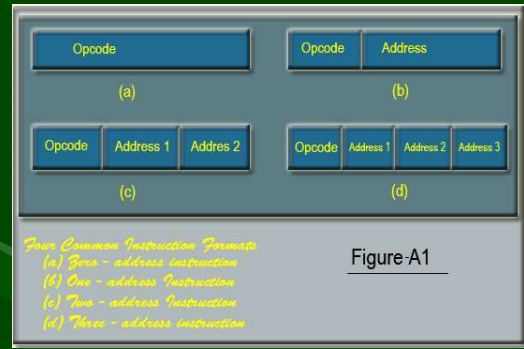 Opcode
Opcode Address
(a)
(b)
Opcode Address 1 Addres 2
Opcode Address 1 Address 2 Address 3
(c)
(d)
Four Common Instruction Formats
(a) Zero - address instruction
(b) One - address Instruction
(c) Two - address Instruction
(d) Three - address instruction
Figure-A1